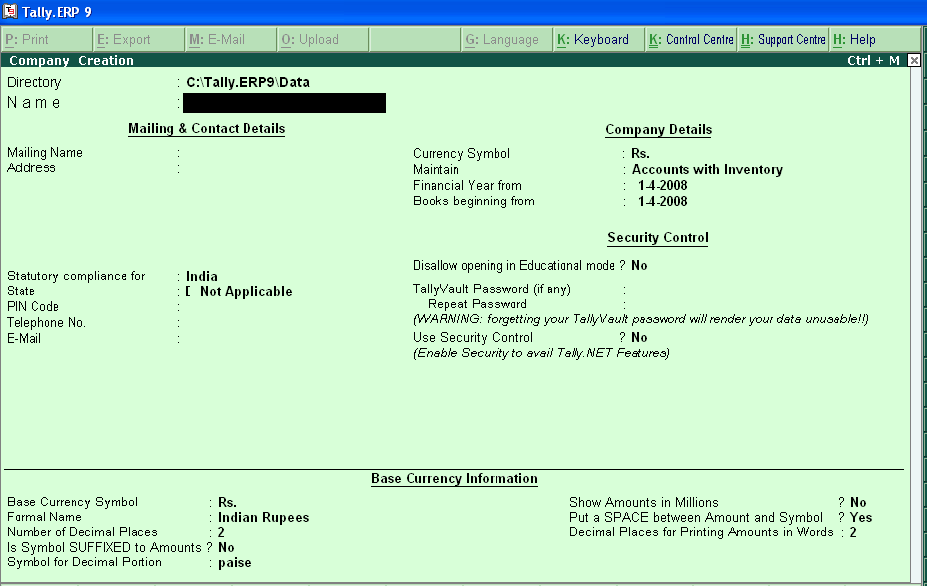 Tally.ERP 9
P: Print E: Export M: E-Mail O: Upload G: Language K: Keyboard K: Control Centre H: Support Centre H: Help
Company Creation Ctrl + M
Directory : C:\Tally.ERP9\Data
Name :
Mailing & Contact Details
Mailing Name :
Address :
Statutory compliance for : India
State : Not Applicable
PIN Code :
Telephone No. :
E-Mail :
Company Details
Currency Symbol : Rs.
Maintain : Accounts with Inventory
Financial Year from : 1-4-2008
Books beginning from : 1-4-2008
Security Control
Disallow opening in Educational mode ? No
TallyVault Password (if any) :
Repeat Password :
(WARNING: forgetting your TallyVault password will render your data unusable!!)
Use Security Control ? No
(Enable Security to avail Tally.NET Features)
Base Currency Information
Base Currency Symbol : Rs.
Formal Name : Indian Rupees
Number of Decimal Places : 2
Is Symbol SUFFIXED to Amounts ? No
Symbol for Decimal Portion : paise
Show Amounts in Millions ? No
Put a SPACE between Amount and Symbol ? Yes
Decimal Places for Printing Amounts in Words : 2